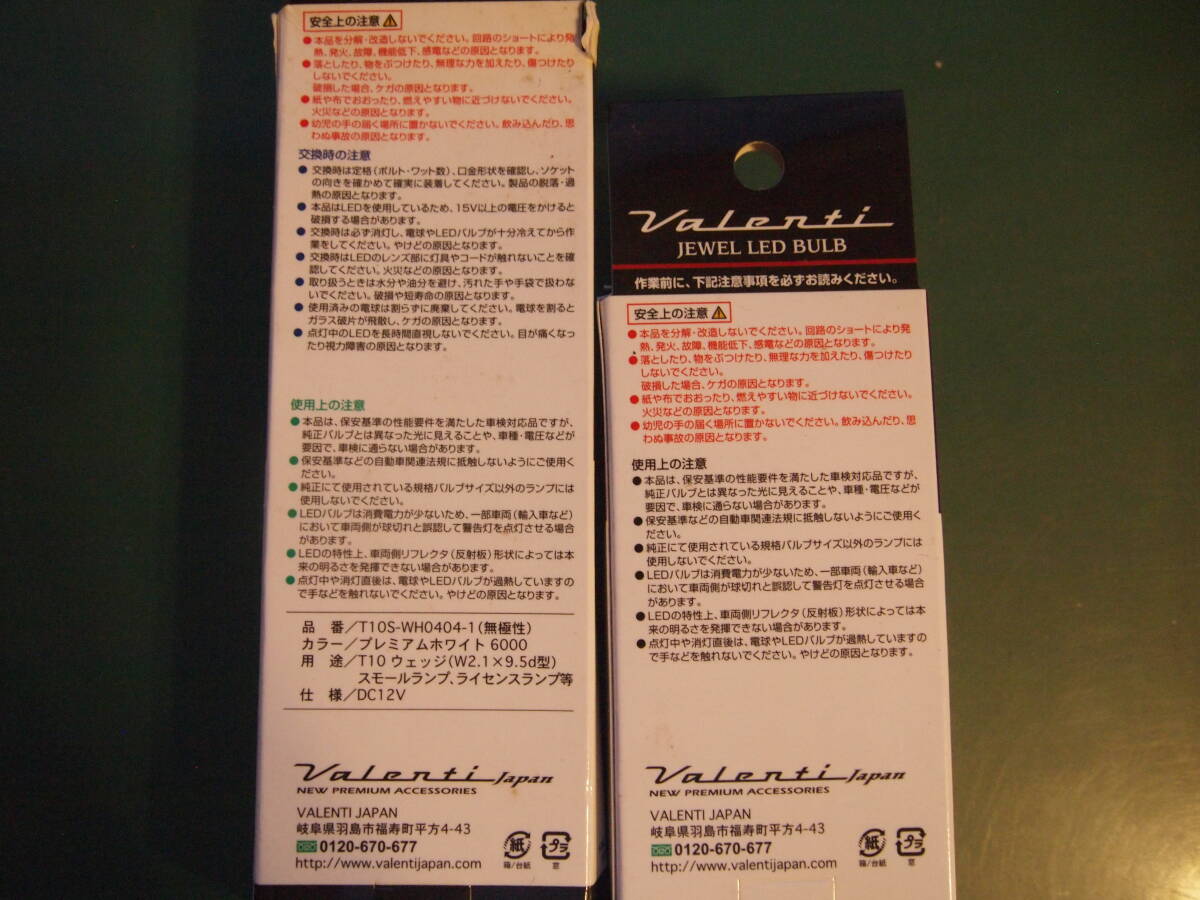 安全上の注意
●本品を分解・改造しないでください。回路のショートにより発
熱、発火、故障、機能低下、感電などの原因となります。
●落としたり、物をぶつけたり、無理な力を加えたり、傷つけたり
しないでください。
破損した場合、ケガの原因となります。
●紙や布でおおったり、燃えやすい物に近づけないでください。
火災などの原因となります。
●幼児の手の届く場所に置かないでください。飲み込んだり、思
わぬ事故の原因となります。
交換時の注意
●交換時は定格(ボルト・ワット数)、口金形状を確認し、ソケット
の向きを確かめて確実に装着してください。製品の脱落・過
熱の原因となります。
●本品はLEDを使用しているため、15V以上の電圧をかけると
破損する場合があります。
●交換時は必ず消灯し、電球やLEDバルブが十分冷えてから作
業をしてください。やけどの原因となります。
●交換時はLEDのレンズ部に灯具やコードが触れないことを確
認してください。火災などの原因となります。
●取り扱うときは水分や油分を避け、汚れた手や手袋で扱わな
いでください。破損や短寿命の原因となります。
●使用済みの電球は割らずに廃棄してください。電球を割ると
ガラス破片が飛散し、ケガの原因となります。
●点灯中のLEDを長時間直視しないでください。目が痛くなっ
たり視力障害の原因となります。
使用上の注意
●本品は、保安基準の性能要件を満たした車検対応品ですが、
純正バルブとは異なった光に見えることや、車種・電圧などが
要因で、車検に通らない場合があります。
●保安基準などの自動車関連法規に抵触しないようにご使用く
ださい。
●純正にて使用されている規格バルブサイズ以外のランプには
使用しないでください。
●LEDバルブは消費電力が少ないため、一部車両(輸入車など)
において車両側が球切れと誤認して警告灯を点灯させる場合
があります。
●LEDの特性上、車両側リフレクタ(反射板)形状によっては本
来の明るさを発揮できない場合があります。
●点灯中や消灯直後は、電球やLEDバルブが過熱していますの
で手などを触れないでください。やけどの原因となります。
品 番/T10S-WH0404-1(無極性)
カラー/プレミアムホワイト 6000
用 途/T10 ウェッジ(W2.1×9.5d型)
スモールランプ、ライセンスランプ等
仕 様/DC12V
Valenti Japan
NEW PREMIUM ACCESSORIES
VALENTI JAPAN
岐阜県羽島市福寿町平方4-43
0120-670-677
http://www.valentijapan.com
紙
箱/台紙
プラ
窓
Valenti
JEWEL LED BULB
作業前に、下記注意事項を必ずお読みください。
安全上の注意
●本品を分解・改造しないでください。回路のショートにより発
熱、発火、故障、機能低下、感電などの原因となります。
●落としたり、物をぶつけたり、無理な力を加えたり、傷つけたり
しないでください。
破損した場合、ケガの原因となります。
●紙や布でおおったり、燃えやすい物に近づけないでください。
火災などの原因となります。
●幼児の手の届く場所に置かないでください。飲み込んだり、思
わぬ事故の原因となります。
使用上の注意
●本品は、保安基準の性能要件を満たした車検対応品ですが、
純正バルブとは異なった光に見えることや、車種・電圧などが
要因で、車検に通らない場合があります。
●保安基準などの自動車関連法規に抵触しないようにご使用く
ださい。
●純正にて使用されている規格バルブサイズ以外のランプには
使用しないでください。
●LEDバルブは消費電力が少ないため、一部車両(輸入車など)
において車両側が球切れと誤認して警告灯を点灯させる場合
があります。
●LEDの特性上、車両側リフレクタ(反射板)形状によっては本
来の明るさを発揮できない場合があります。
●点灯中や消灯直後は、電球やLEDバルブが過熱していますの
で手などを触れないでください。やけどの原因となります。
Valenti Japan
NEW PREMIUM ACCESSORIES
VALENTI JAPAN
岐阜県羽島市福寿町平方4-43
0120-670-677
http://www.valentijapan.com
紙
箱/台紙
プラ
窓